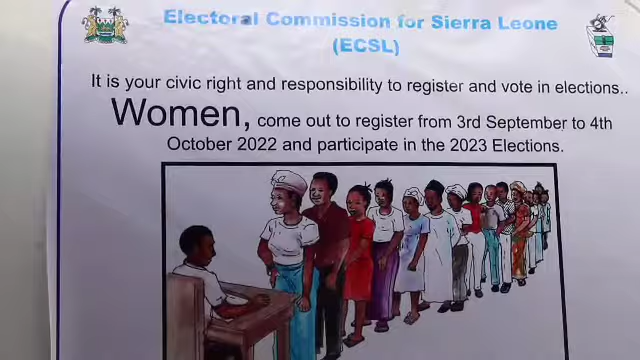 Electoral Commission for Sierra Leone
(ECSL)
It is your civic right and responsibility to register and vote in elections..
Women, come out to register from 3rd September to 4th
October 2022 and participate in the 2023 Elections.